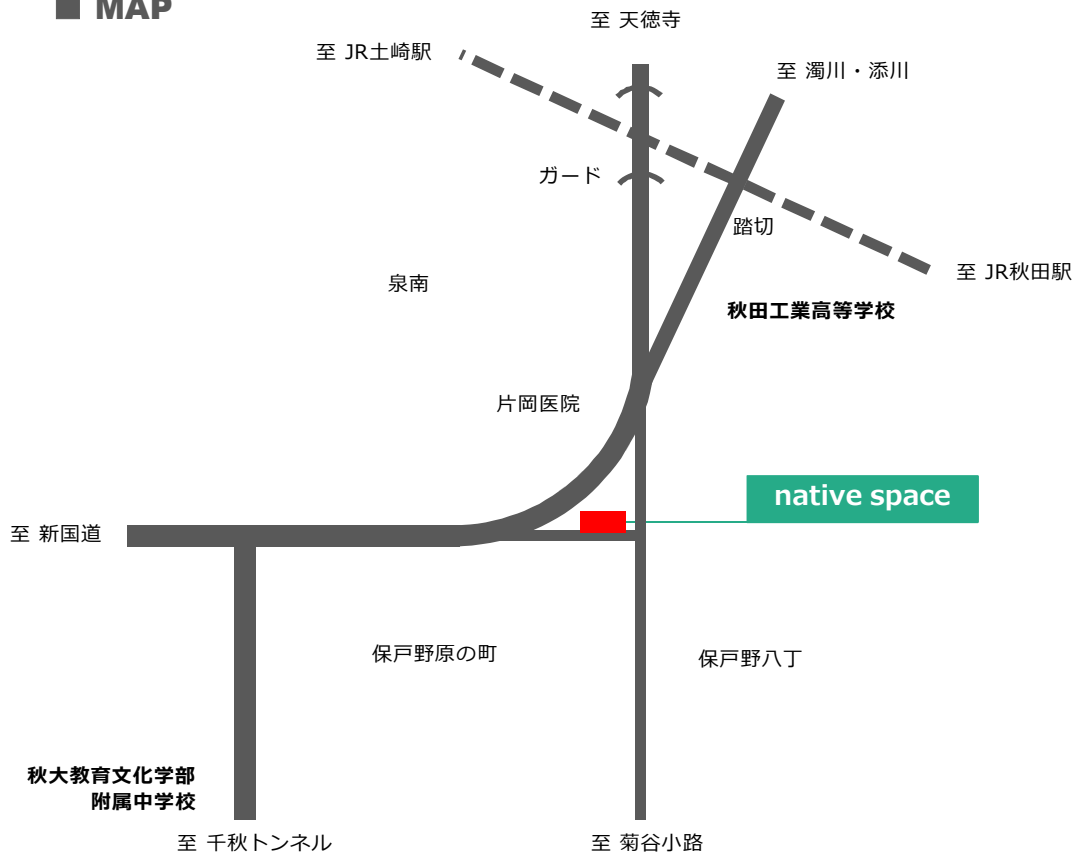 ■ MAP
至 天徳寺
至 JR土崎駅
至 濁川・添川
ガード
踏切
至 JR秋田駅
泉南
秋田工業高等学校
片岡医院
native space
至 新国道
保戸野原の町
保戸野八丁
秋大教育文化学部
附属中学校
至 千秋トンネル
至 菊谷小路